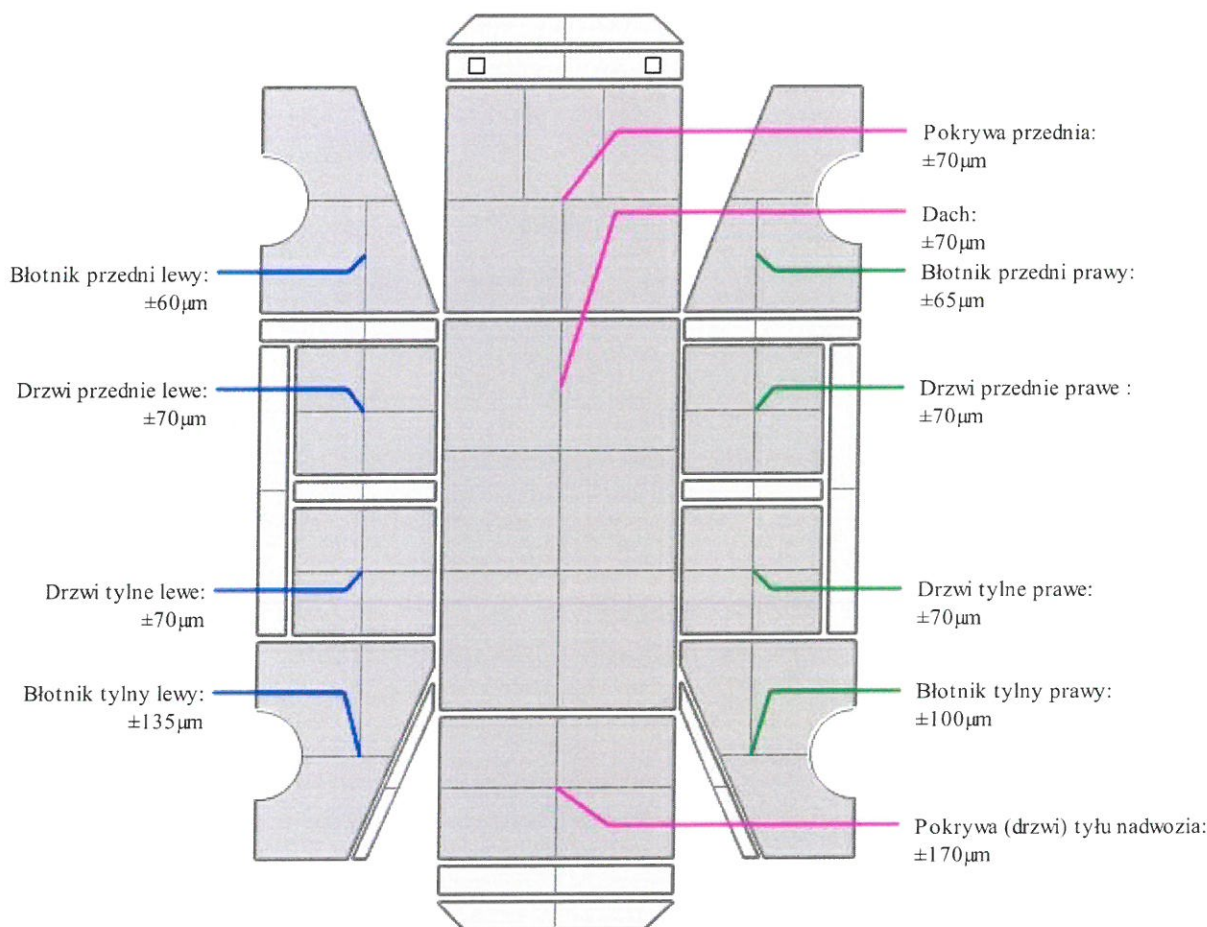 Pokrywa przednia:
±70µm
Dach:
±70µm
Błotnik przedni lewy:
±60µm
Błotnik przedni prawy:
±65µm
Drzwi przednie lewe:
±70µm
Drzwi przednie prawe :
±70µm
Drzwi tylne lewe:
±70µm
Drzwi tylne prawe:
±70µm
Błotnik tylny lewy:
±135µm
Błotnik tylny prawy:
±100µm
Pokrywa (drzwi) tyłu nadwozia:
±170µm